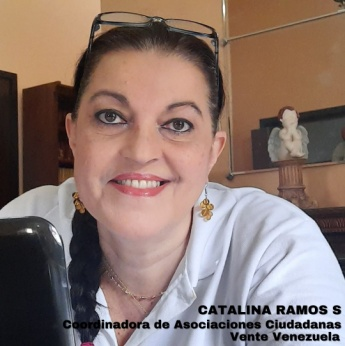 CATALINA RAMOS S
Coordinadora de Asociaciones Ciudadanas
Vente Venezuela